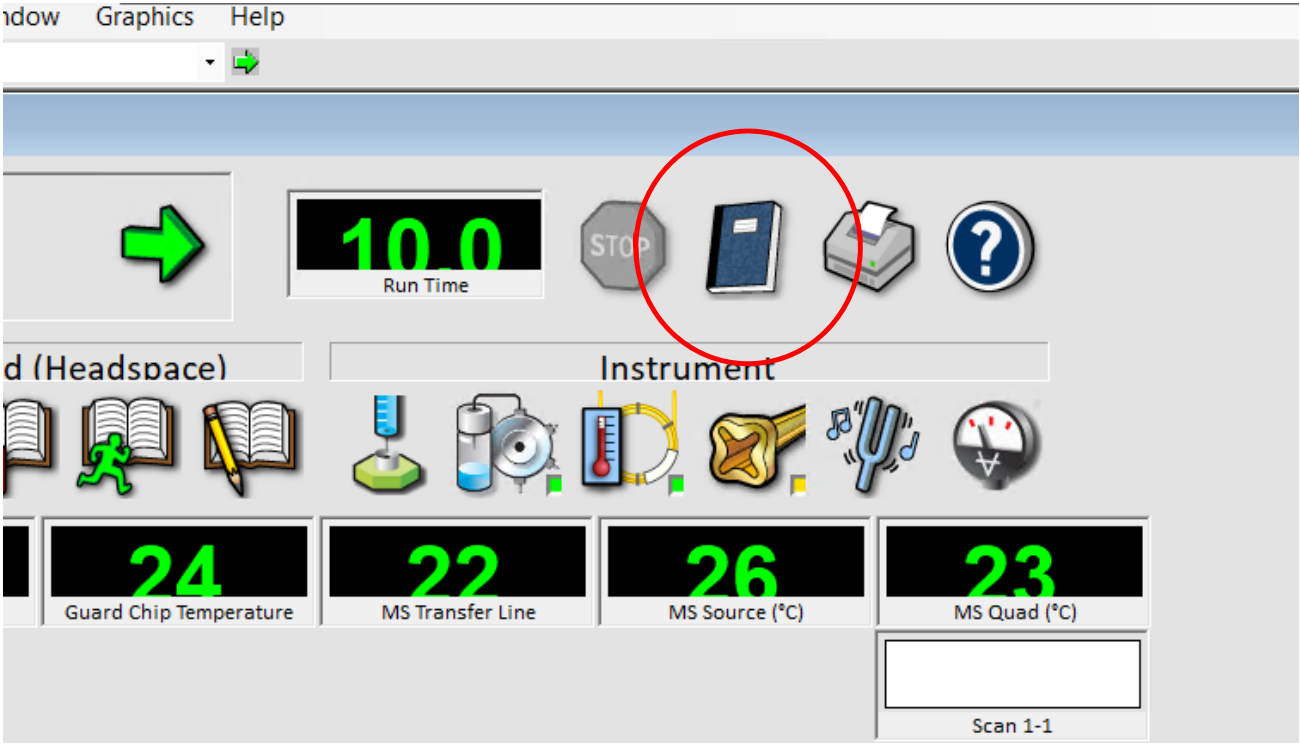 Graphics Help
10.0
STOP
Run Time
(Headspace)
Instrument
24
22
26
23
Guard Chip Temperature
MS Transfer Line
MS Source (°C)
MS Quad (°C)
Scan 1-1